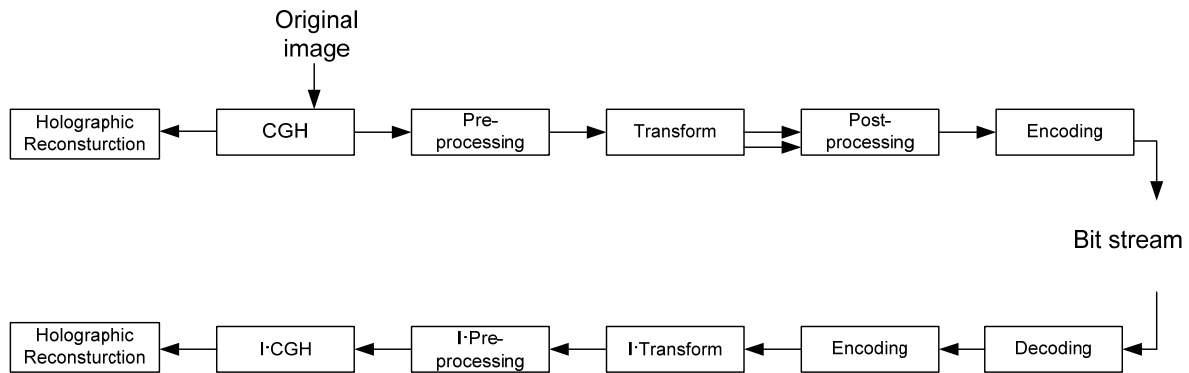 Original
image
Holographic
Reconsturction
CGH
Pre-
processing
Transform
Post-
processing
Encoding
Bit stream
Holographic
Reconsturction
I·CGH
I·Pre-
processing
I·Transform
Encoding
Decoding